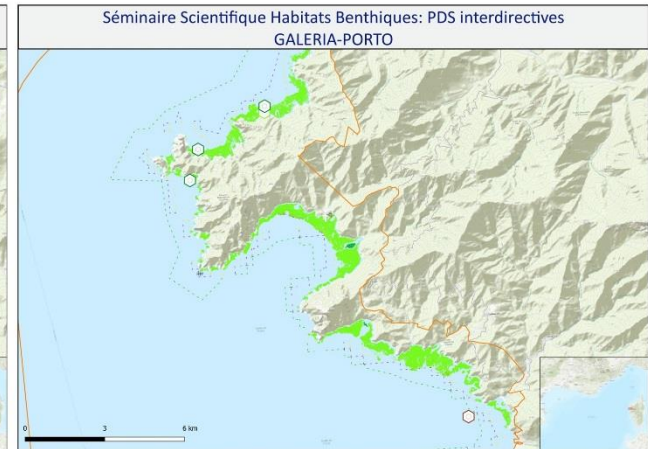 Séminaire Scientifique Habitats Benthiques: PDS interdirectives
GALERIA-PORTO
0 3 6 km